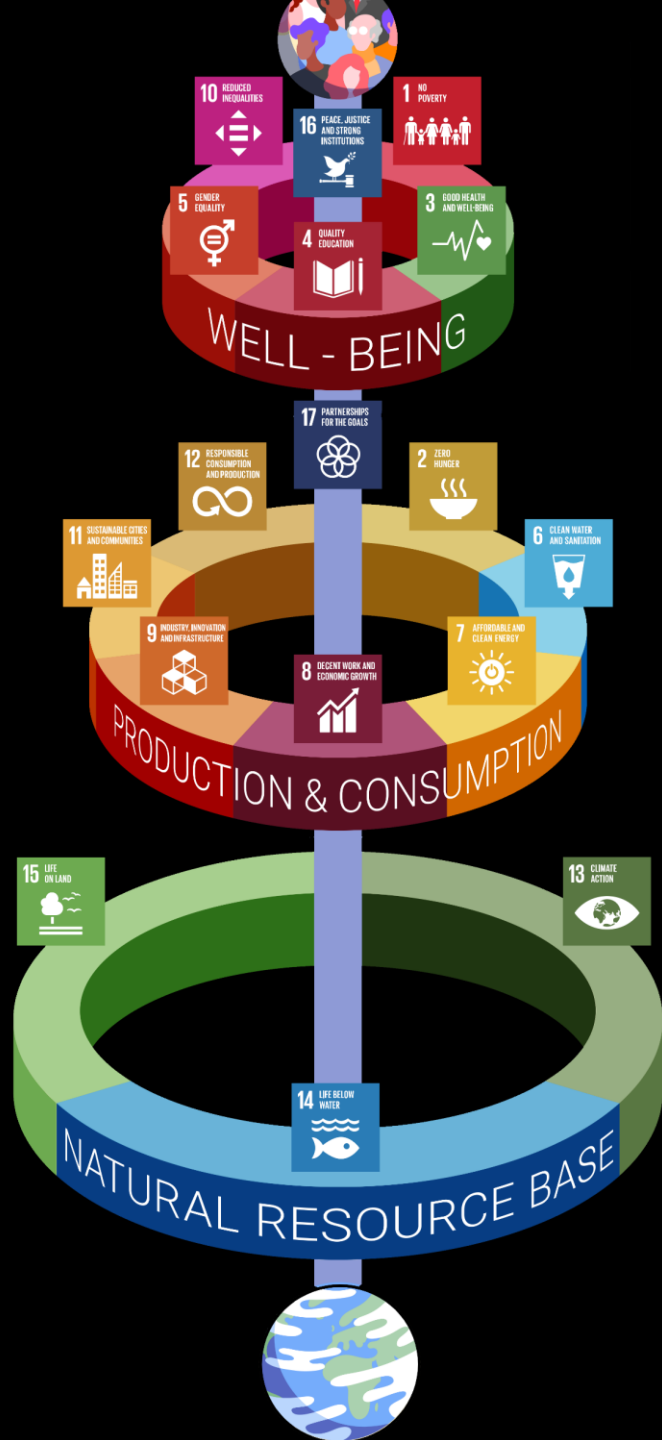 10 REDUCED
INEQUALITIES
16 PEACE, JUSTICE
AND STRONG
INSTITUTIONS
1 NO
POVERTY
5 GENDER
EQUALITY
4 QUALITY
EDUCATION
3 GOOD HEALTH
AND WELL-BEING
WELL - BEING
17 PARTNERSHIPS
FOR THE GOALS
12 RESPONSIBLE
CONSUMPTION
AND PRODUCTION
2 ZERO
HUNGER
11 SUSTAINABLE CITIES
AND COMMUNITIES
6 CLEAN WATER
AND SANITATION
9 INDUSTRY, INNOVATION
AND INFRASTRUCTURE
8 DECENT WORK AND
ECONOMIC GROWTH
7 AFFORDABLE AND
CLEAN ENERGY
PRODUCTION & CONSUMPTION
15 LIFE
ON LAND
13 CLIMATE
ACTION
14 LIFE BELOW
WATER
NATURAL RESOURCE BASE